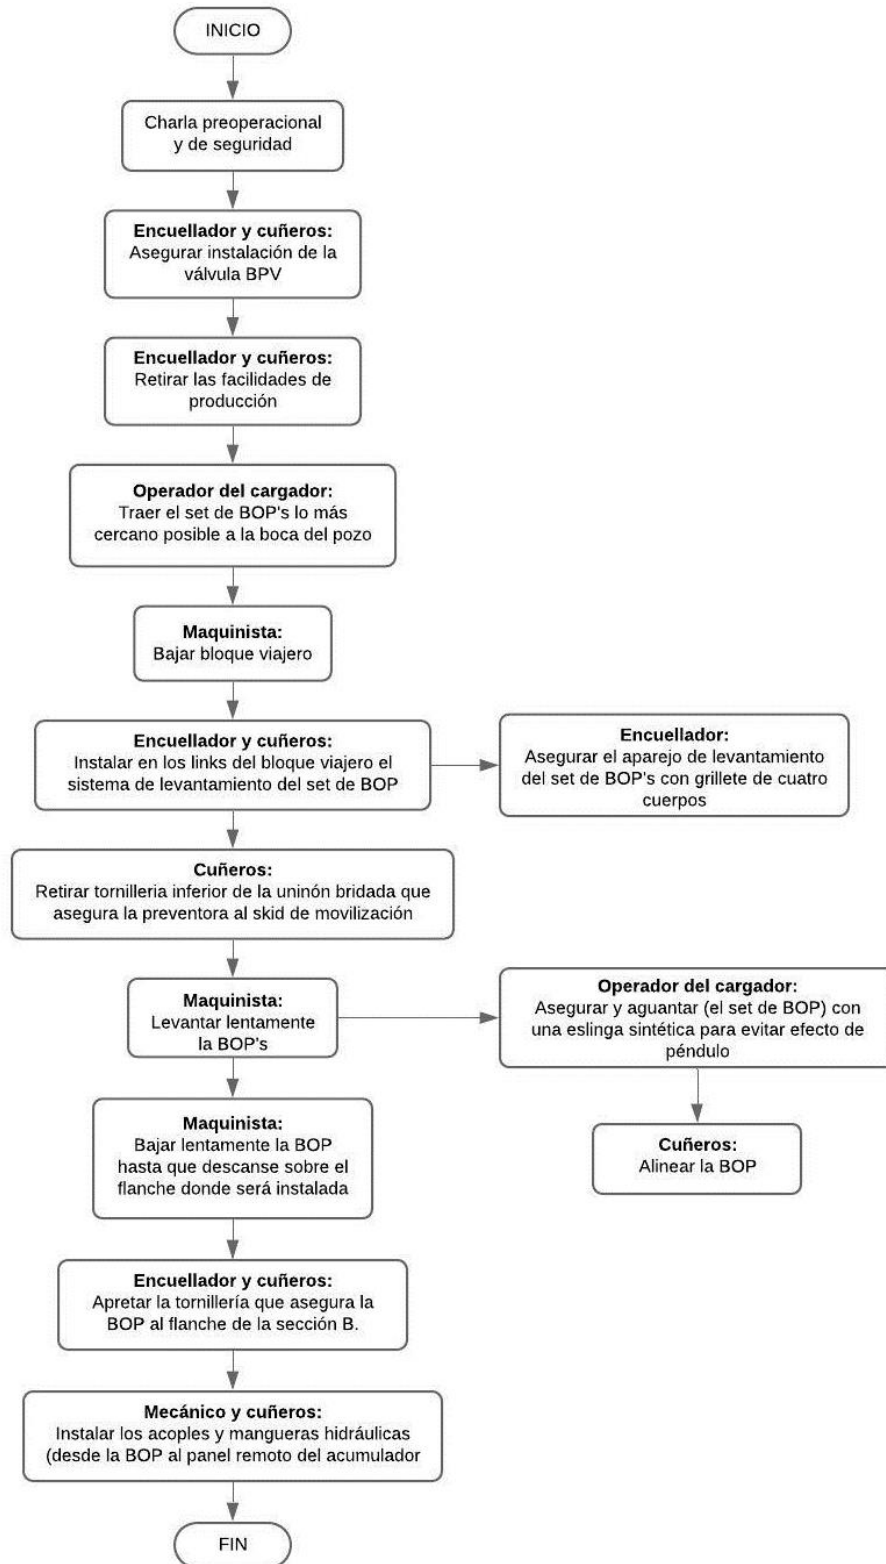 INICIO
Charla preoperacional
y de seguridad
Encuellador y cuñeros:
Asegurar instalación de la
válvula BPV
Encuellador y cuñeros:
Retirar las facilidades de
producción
Operador del cargador:
Traer el set de BOP's lo más
cercano posible a la boca del pozo
Maquinista:
Bajar bloque viajero
Encuellador y cuñeros:
Instalar en los links del bloque viajero el
sistema de levantamiento del set de BOP
Encuellador:
Asegurar el aparejo de levantamiento
del set de BOP's con grillete de cuatro
cuerpos
Cuñeros:
Retirar tornilleria inferior de la uninón bridada que
asegura la preventora al skid de movilización
Maquinista:
Levantar lentamente
la BOP's
Operador del cargador:
Asegurar y aguantar (el set de BOP) con
una eslinga sintética para evitar efecto de
péndulo
Cuñeros:
Alinear la BOP
Maquinista:
Bajar lentamente la BOP
hasta que descanse sobre el
flanche donde será instalada
Encuellador y cuñeros:
Apretar la tornillería que asegura la
BOP al flanche de la sección B.
Mecánico y cuñeros:
Instalar los acoples y mangueras hidráulicas
(desde la BOP al panel remoto del acumulador
FIN